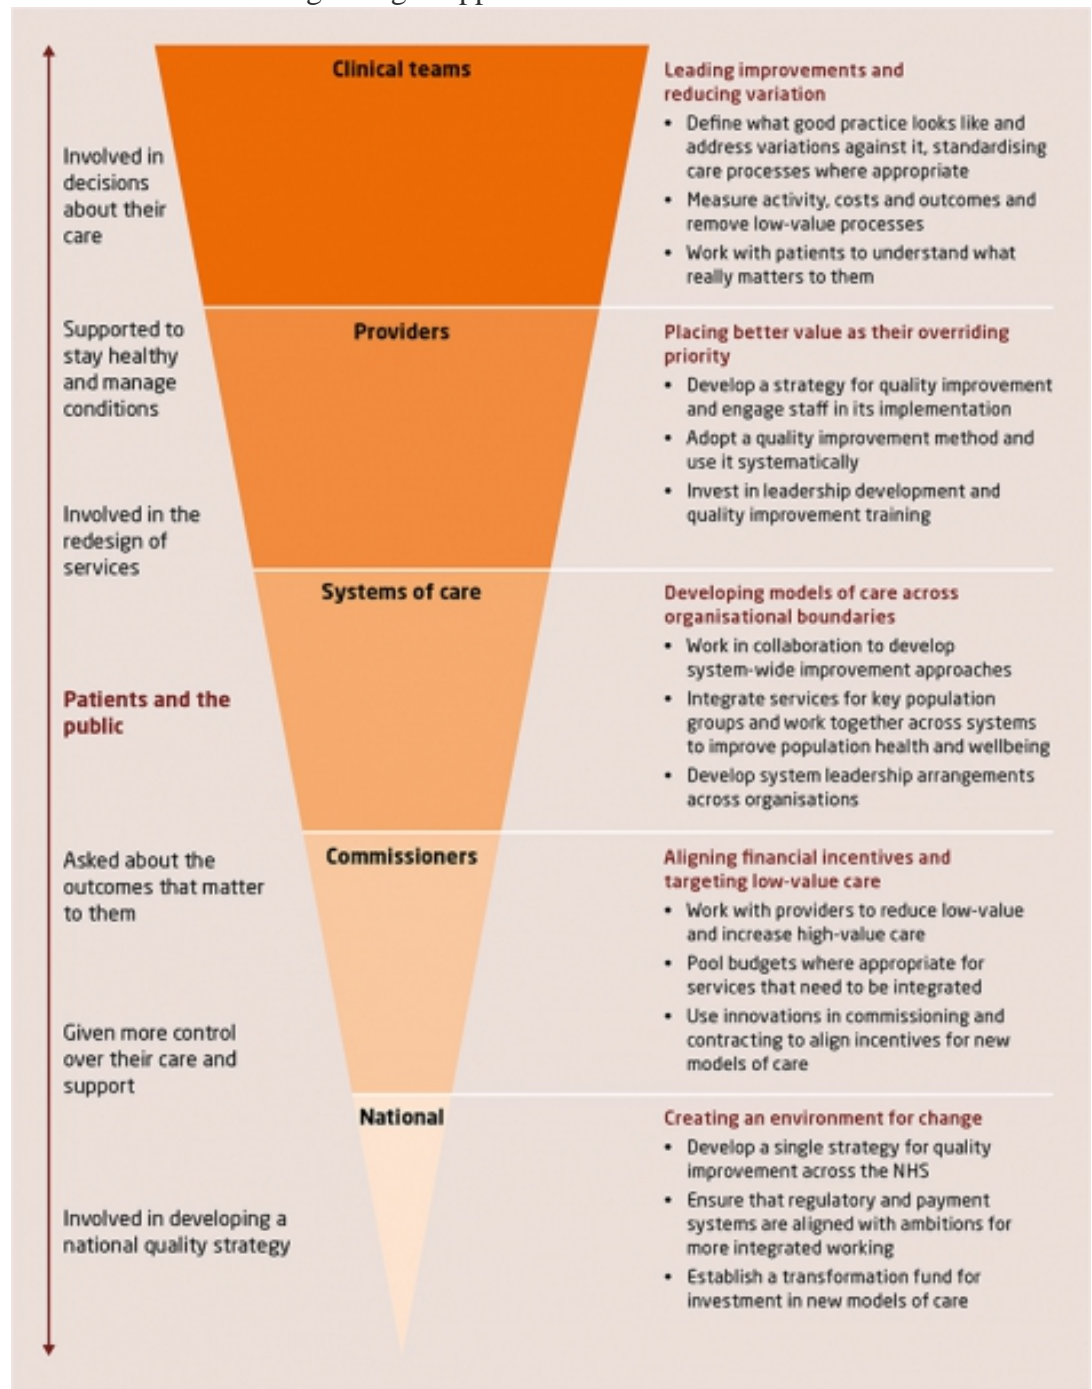 Clinical teams
Leading improvements and
reducing variation
• Define what good practice looks like and
address variations against it, standardising
care processes where appropriate
• Measure activity, costs and outcomes and
remove low-value processes
• Work with patients to understand what
really matters to them
Involved in
decisions
about their
care
Providers
Placing better value as their overriding
priority
• Develop a strategy for quality improvement
and engage staff in its implementation
• Adopt a quality improvement method and
use it systematically
• Invest in leadership development and
quality improvement training
Supported to
stay healthy
and manage
conditions
Involved in the
redesign of
services
Systems of care
Developing models of care across
organisational boundaries
• Work in collaboration to develop
system-wide improvement approaches
• Integrate services for key population
groups and work together across systems
to improve population health and wellbeing
• Develop system leadership arrangements
across organisations
Patients and the
public
Commissioners
Aligning financial incentives and
targeting low-value care
• Work with providers to reduce low-value
and increase high-value care
• Pool budgets where appropriate for
services that need to be integrated
• Use innovations in commissioning and
contracting to align incentives for new
models of care
Asked about the
outcomes that matter
to them
Given more control
over their care and
support
National
Creating an environment for change
• Develop a single strategy for quality
improvement across the NHS
• Ensure that regulatory and payment
systems are aligned with ambitions for
more integrated working
• Establish a transformation fund for
investment in new models of care
Involved in developing a
national quality strategy